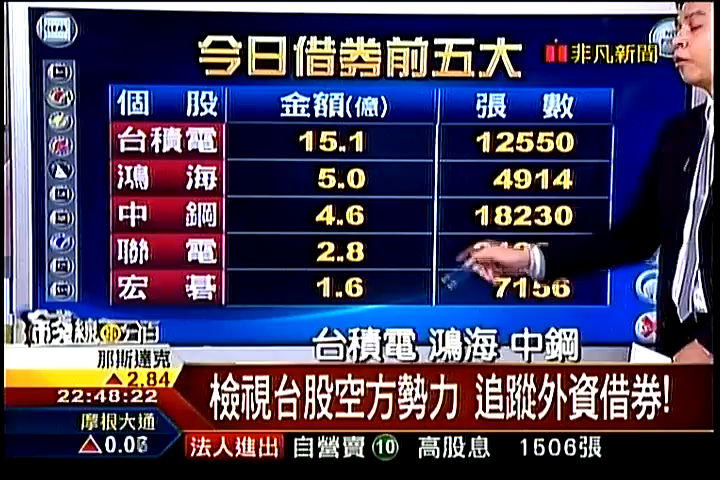 今日借券前五大
非凡新聞
個股 金額(億) 張數
台積電 15.1 12550
鴻海 5.0 4914
中鋼 4.6 18230
聯電 2.8
宏碁 1.6 7156
台積電 鴻海 中鋼
那斯達克
▲2.84
22:48:22
檢視台股空方勢力 追蹤外資借券!
摩根大通
△0.06
法人進出 自營賣 10 高股息 1506張